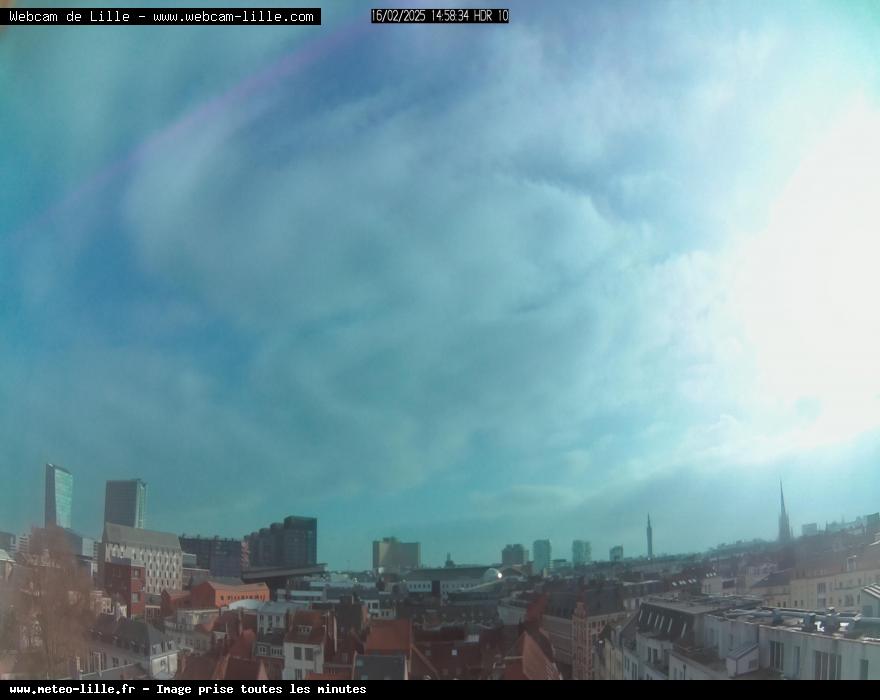 Webcam de Lille - www.webcam-lille.com
16/02/2025 14:58:34 HDR 10
www.meteo-lille.fr - Image prise toutes les minutes